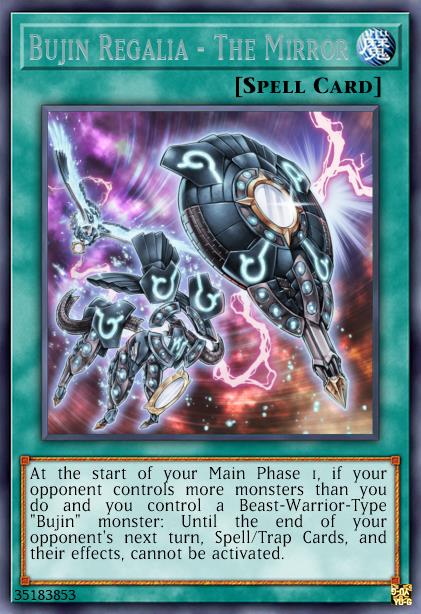 Bujin Regalia - The Mirror
魔
[Spell Card]
At the start of your Main Phase 1, if your
opponent controls more monsters than you
do and you control a Beast-Warrior-Type
"Bujin" monster: Until the end of your
opponent's next turn, Spell/Trap Cards, and
their effects, cannot be activated.
35183853